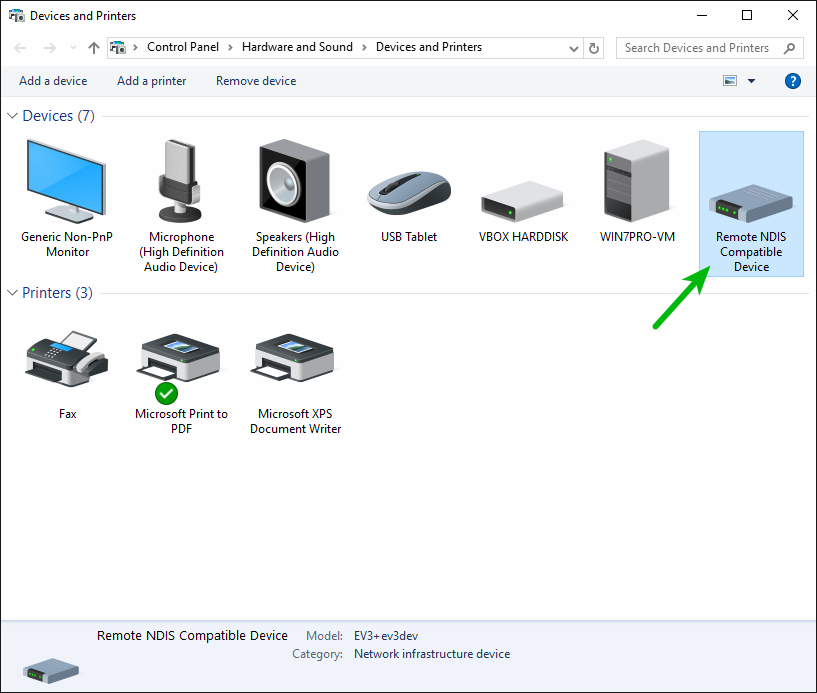 Devices and Printers
Control Panel > Hardware and Sound > Devices and Printers
Search Devices and Printers
Add a device
Add a printer
Remove device
?
Devices (7)
Generic Non-PnP
Monitor
Microphone
(High Definition
Audio Device)
Speakers (High
Definition Audio
Device)
USB Tablet
VBOX HARDDISK
WIN7PRO-VM
Remote NDIS
Compatible
Device
Printers (3)
Fax
Microsoft Print to
PDF
Microsoft XPS
Document Writer
Remote NDIS Compatible Device
Model: EV3+ev3dev
Category: Network infrastructure device